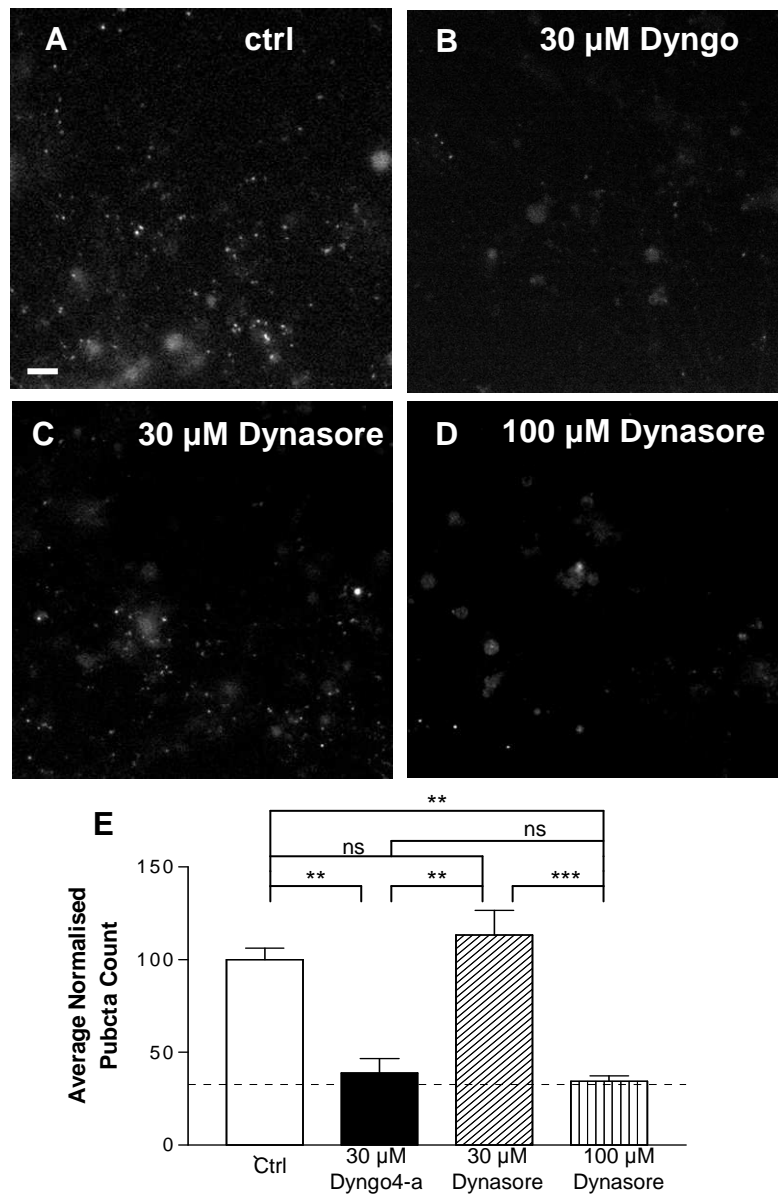 A ctrl
B 30 µM Dyngo
C 30 µM Dynasore
D 100 µM Dynasore
E
**
ns
ns
** ** ***
Average Normalised
Pubcta Count
150
100
50
0
`Ctrl
30 µM
Dyngo4-a
30 µM
Dynasore
100 µM
Dynasore